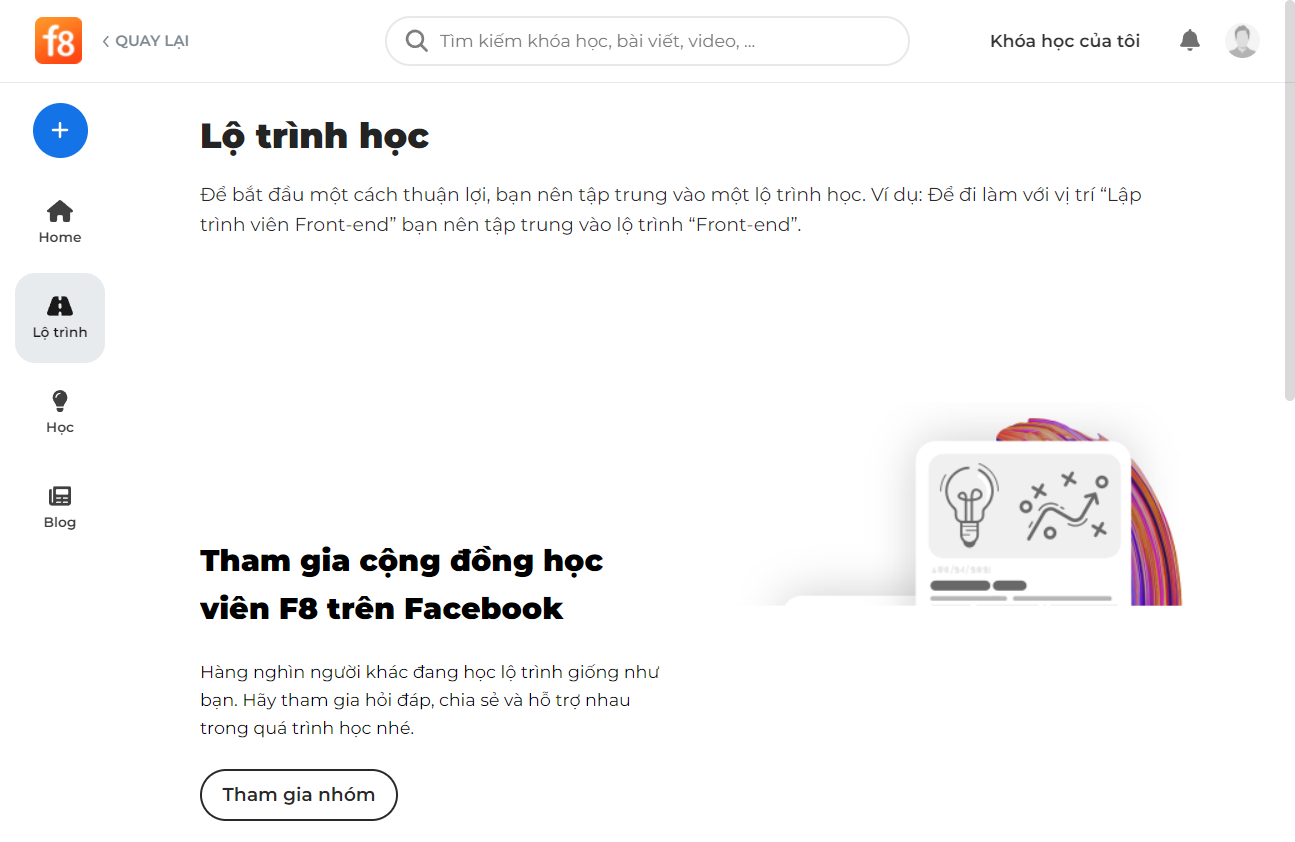 f8
QUAY LẠI
Tìm kiếm khóa học, bài viết, video, ...
Khóa học của tôi
Home
Lộ trình
Học
Blog
Lộ trình học
Để bắt đầu một cách thuận lợi, bạn nên tập trung vào một lộ trình học. Ví dụ: Để đi làm với vị trí “Lập
trình viên Front-end” bạn nên tập trung vào lộ trình “Front-end”.
Tham gia cộng đồng học
viên F8 trên Facebook
Hàng nghìn người khác đang học lộ trình giống như
bạn. Hãy tham gia hỏi đáp, chia sẻ và hỗ trợ nhau
trong quá trình học nhé.
Tham gia nhóm